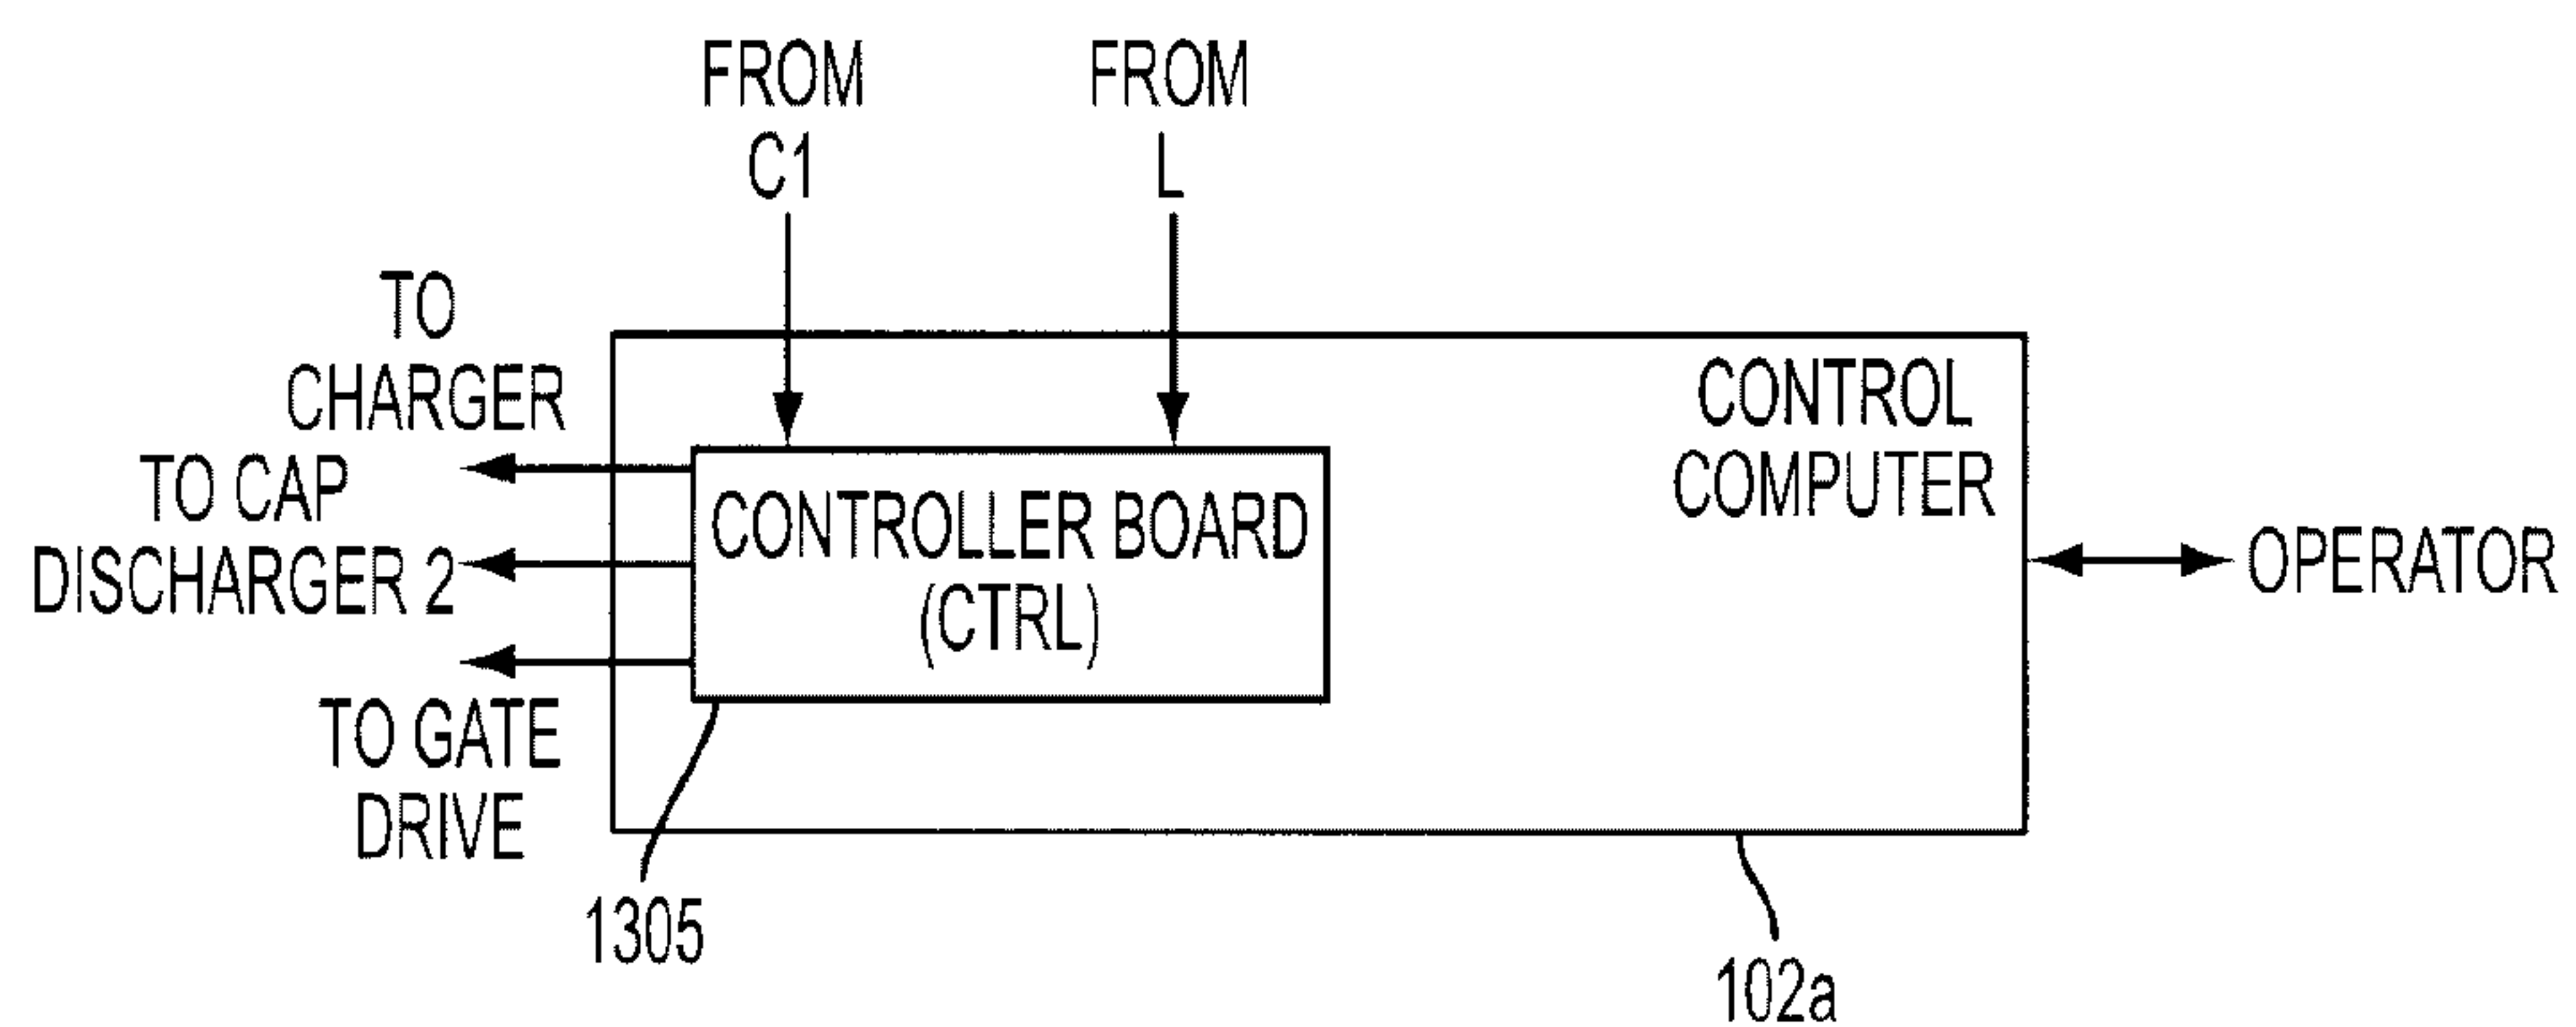 FROM
C1
FROM
L
TO
CHARGER
TO CAP
DISCHARGER 2
TO GATE
DRIVE
CONTROLLER BOARD
(CTRL)
CONTROL
COMPUTER
OPERATOR
1305
102a